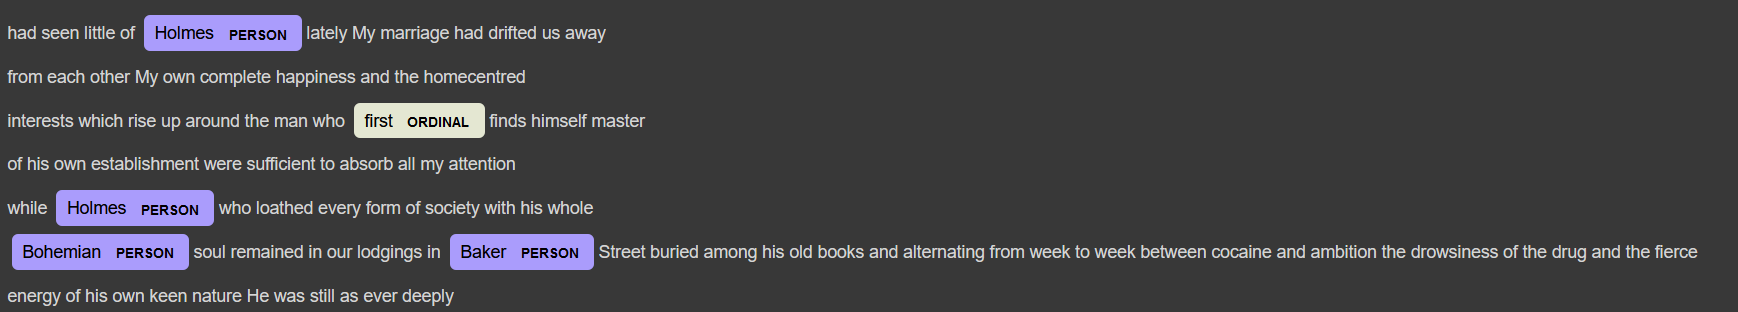 had seen little of Holmes PERSON lately My marriage had drifted us away
from each other My own complete happiness and the homecentred
interests which rise up around the man who first ORDINAL finds himself master
of his own establishment were sufficient to absorb all my attention
while Holmes PERSON who loathed every form of society with his whole
Bohemian PERSON soul remained in our lodgings in Baker PERSON Street buried among his old books and alternating from week to week between cocaine and ambition the drowsiness of the drug and the fierce
energy of his own keen nature He was still as ever deeply